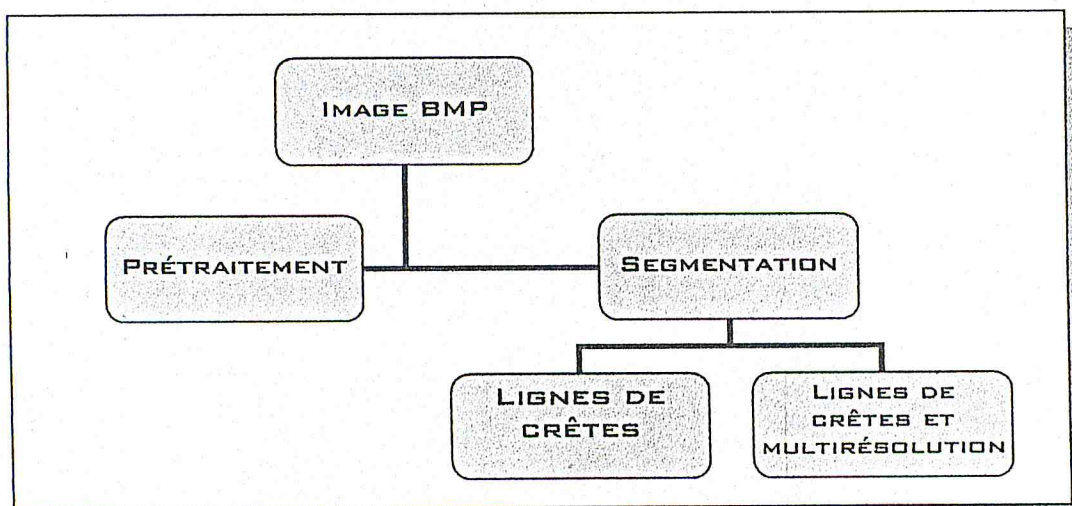 IMAGE BMP
PRÉTRAITEMENT
SEGMENTATION
LIGNES DE
CRÊTES
LIGNES DE
CRÊTES ET
MULTIRÉSOLUTION